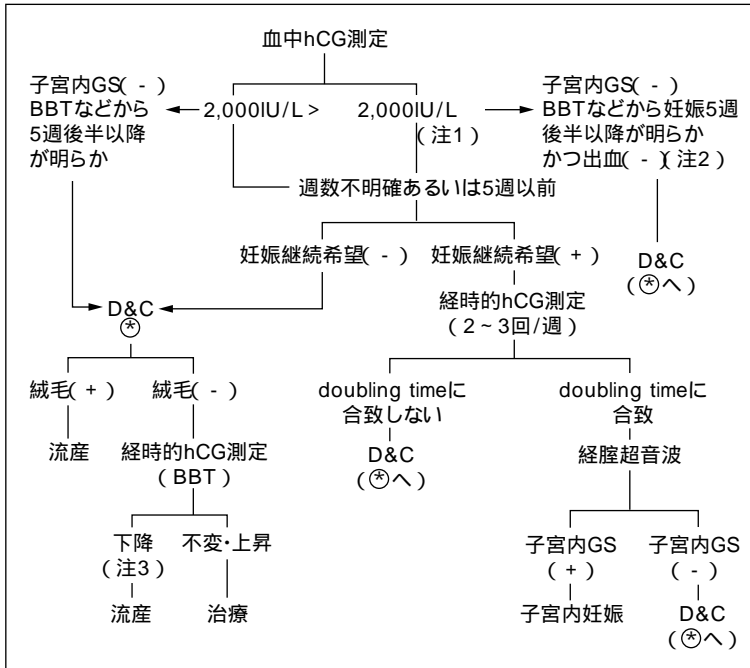 血中hCG測定
子宮内GS( - )
BBTなどから
5週後半以降
が明らか
2,000IU/L >
2,000IU/L
( 注1 )
子宮内GS( - )
BBTなどから妊娠5週
後半以降が明らか
かつ出血( - )( 注2 )
週数不明確あるいは5週以前
妊娠継続希望( - )
妊娠継続希望( + )
D&C
(＊へ)
D&C
＊
経時的hCG測定
( 2 ~ 3回/週 )
絨毛( + )
絨毛( - )
doubling timeに
合致しない
doubling timeに
合致
流産
経時的hCG測定
( BBT )
D&C
(＊へ)
経腟超音波
下降
(注3)
不変・上昇
子宮内GS
( + )
子宮内GS
( - )
流産
治療
子宮内妊娠
D&C
(＊へ)